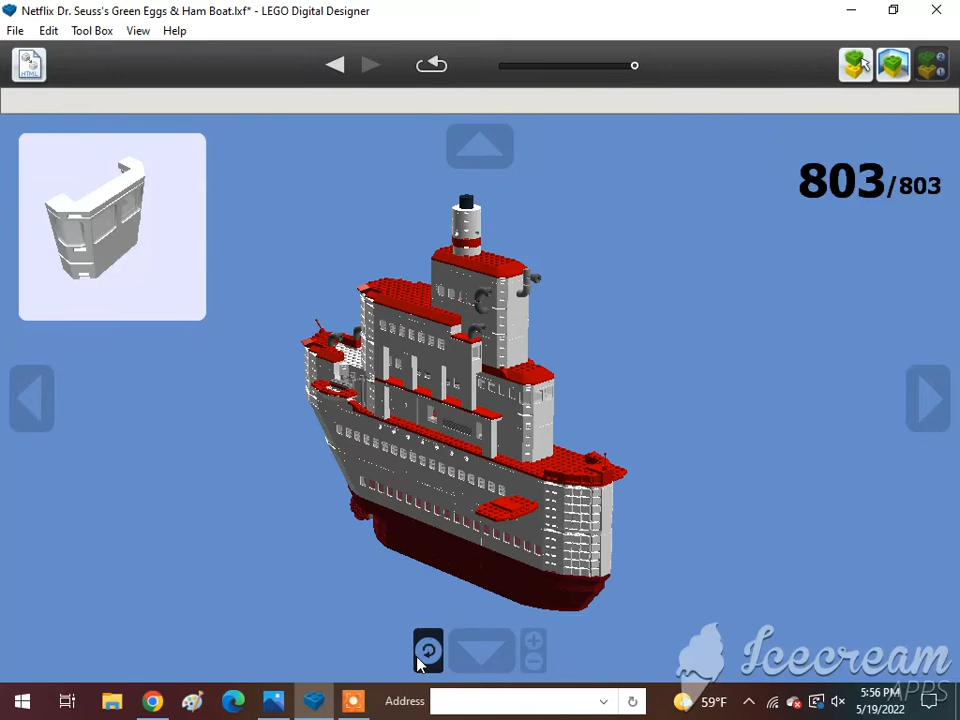 Netflix Dr. Seuss's Green Eggs & Ham Boat.lxf* - LEGO Digital Designer
File Edit Tool Box View Help
HTML
803/803
Icecream
APPS
Address
59°F
5:56 PM
5/19/2022